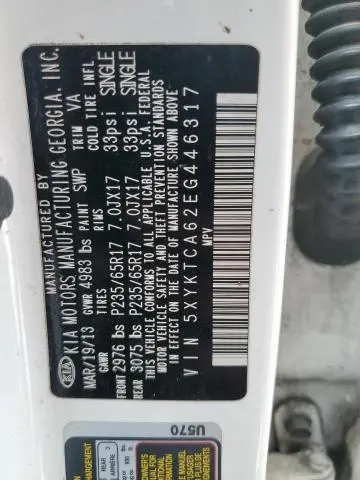 MANUFACTURED BY
KIA MOTORS MANUFACTURING GEORGIA, INC.
KIA
MAR/19/13 PAINT SWP TRIM VA
GVWR 4983 lbs
TIRES RIMS COLD TIRE INFL
FRONT 2976 lbs P235/65R17 7.0JX17 33psi SINGLE
REAR 3075 lbs P235/65R17 7.0JX17 33psi SINGLE
THIS VEHICLE CONFORMS TO ALL APPLICABLE U.S.A. FEDERAL
MOTOR VEHICLE SAFETY AND THEFT PREVENTION STANDARDS
IN EFFECT ON THE DATE OF MANUFACTURE SHOWN ABOVE.
VIN 5XYKTCA62EG446317
MPV
U570
REAR 3